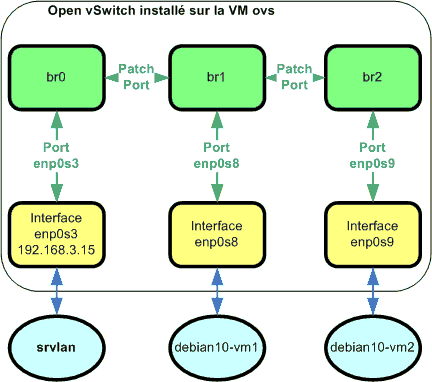 Open vSwitch installé sur la VM ovs
br0
Patch
Port
br1
Patch
Port
br2
Port
enp0s3
Port
enp0s8
Port
enp0s9
Interface
enp0s3
192.168.3.15
Interface
enp0s8
Interface
enp0s9
srvlan
debian10-vm1
debian10-vm2